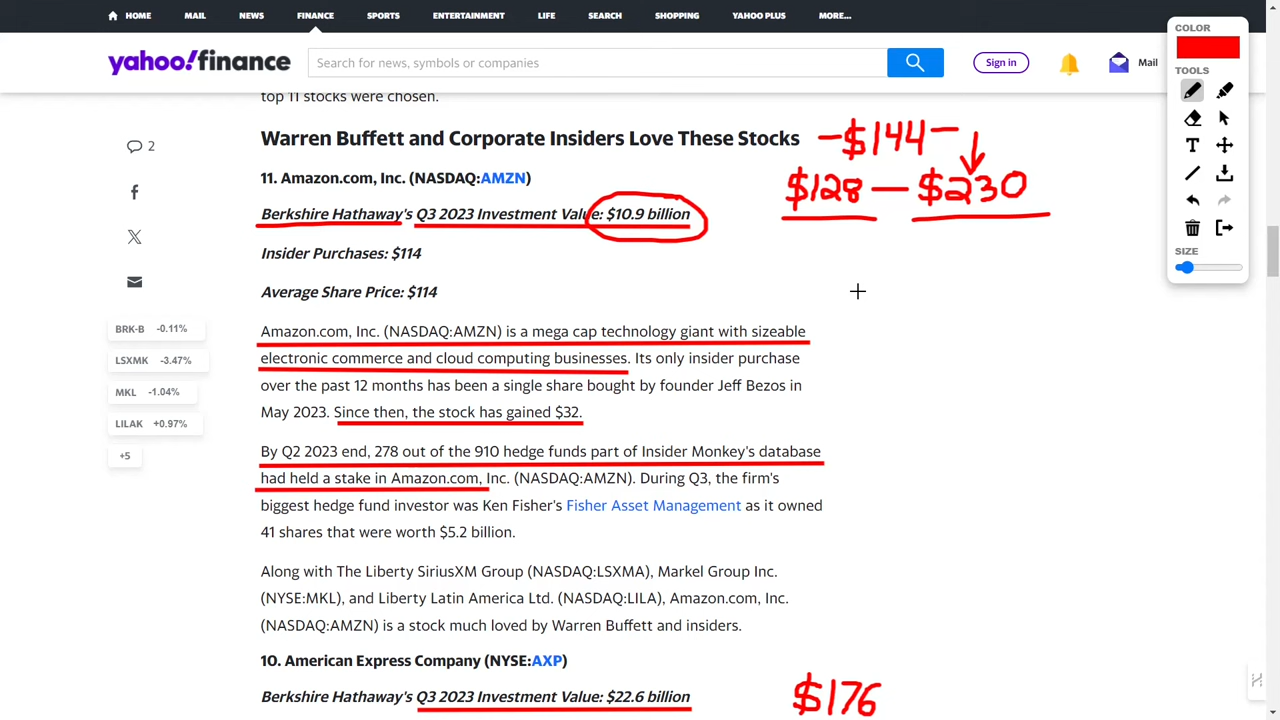 HOME MAIL NEWS FINANCE SPORTS ENTERTAINMENT LIFE SEARCH SHOPPING YAHOO PLUS MORE...
yahoo!finance
Search for news, symbols or companies
Sign in
Mail
COLOR
TOOLS
SIZE
top 11 stocks were chosen.
Warren Buffett and Corporate Insiders Love These Stocks
-$144-
$128 - $230
2
11. Amazon.com, Inc. (NASDAQ:AMZN)
Berkshire Hathaway's Q3 2023 Investment Value: $10.9 billion
Insider Purchases: $114
Average Share Price: $114
BRK-B -0.11%
LSXMK -3.47%
MKL -1.04%
LILAK +0.97%
+5
Amazon.com, Inc. (NASDAQ:AMZN) is a mega cap technology giant with sizeable
electronic commerce and cloud computing businesses. Its only insider purchase
over the past 12 months has been a single share bought by founder Jeff Bezos in
May 2023. Since then, the stock has gained $32.
By Q2 2023 end, 278 out of the 910 hedge funds part of Insider Monkey's database
had held a stake in Amazon.com, Inc. (NASDAQ:AMZN). During Q3, the firm's
biggest hedge fund investor was Ken Fisher's Fisher Asset Management as it owned
41 shares that were worth $5.2 billion.
Along with The Liberty SiriusXM Group (NASDAQ:LSXMA), Markel Group Inc.
(NYSE:MKL), and Liberty Latin America Ltd. (NASDAQ:LILA), Amazon.com, Inc.
(NASDAQ:AMZN) is a stock much loved by Warren Buffett and insiders.
10. American Express Company (NYSE:AXP)
Berkshire Hathaway's Q3 2023 Investment Value: $22.6 billion
$176